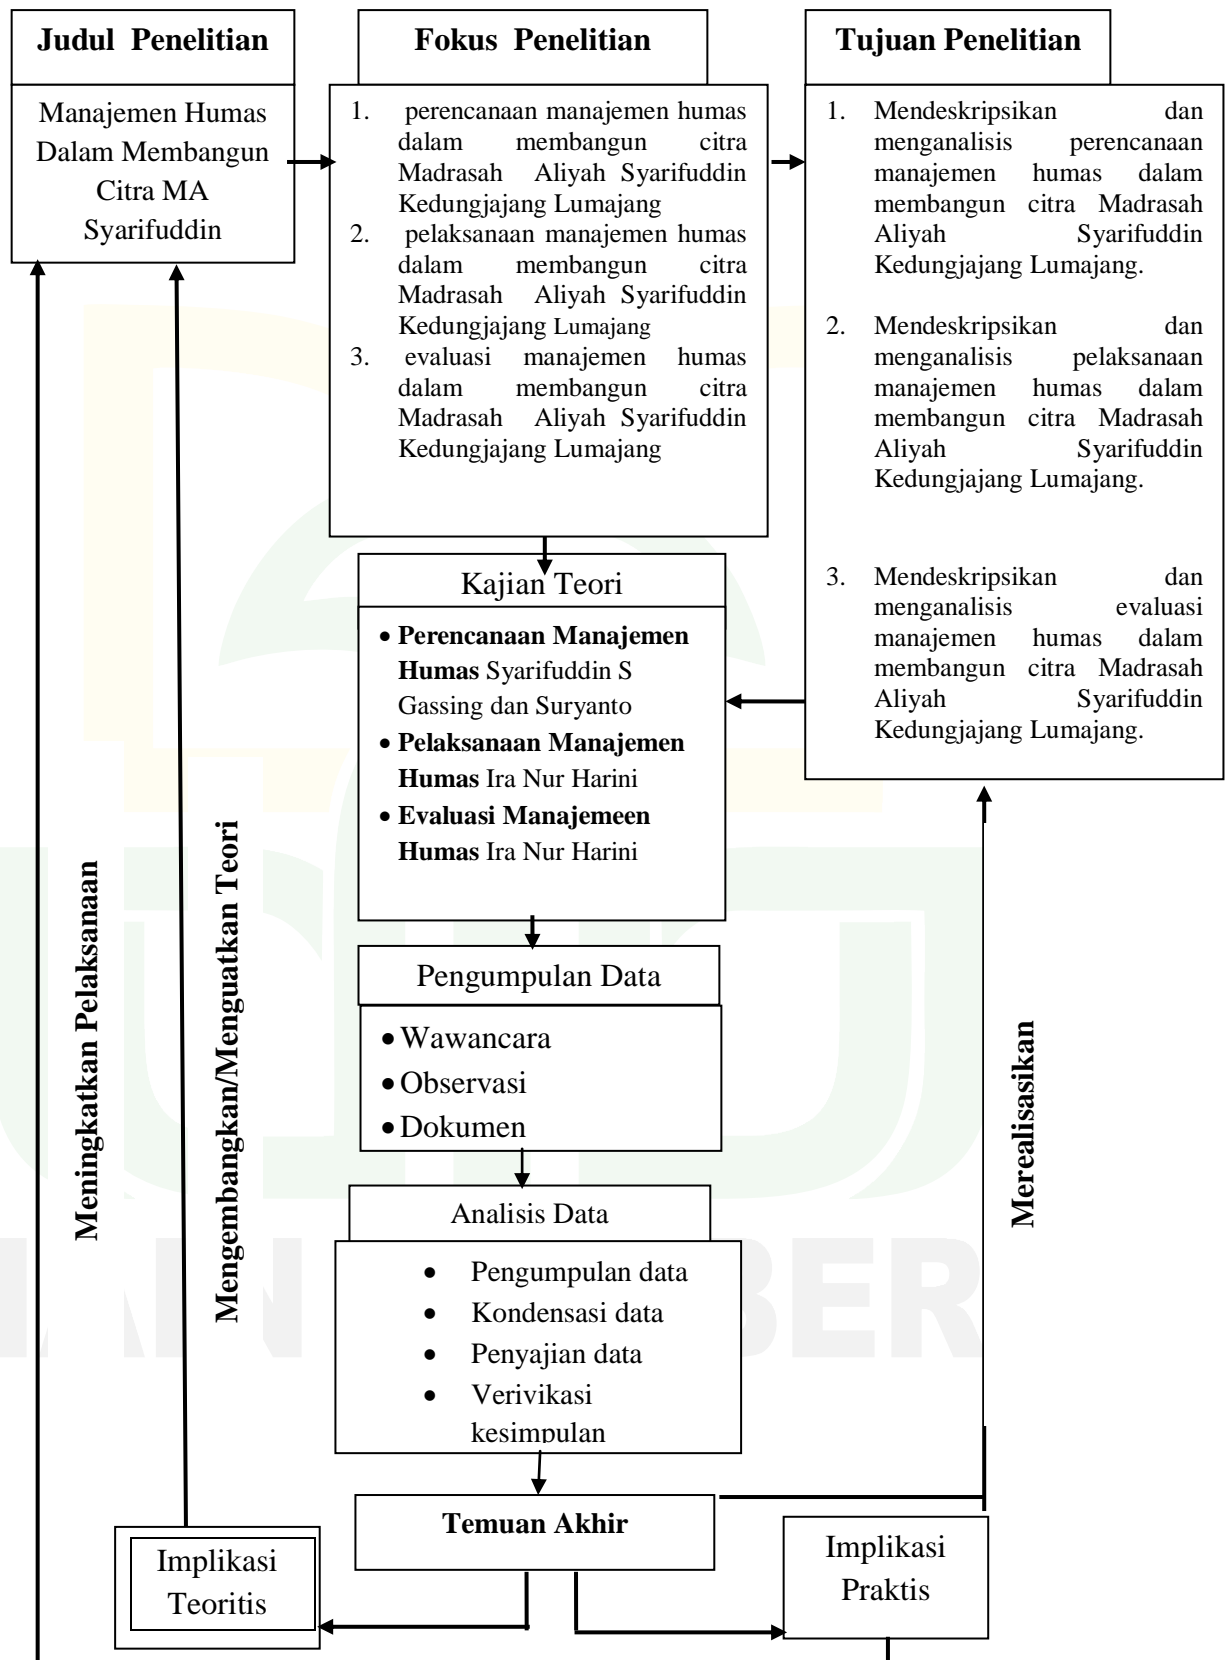 Judul Penelitian
Manajemen Humas
Dalam Membangun
Citra MA
Syarifuddin
Fokus Penelitian
1. perencanaan manajemen humas
dalam membangun citra
Madrasah Aliyah Syarifuddin
Kedungjajang Lumajang
2. pelaksanaan manajemen humas
dalam membangun citra
Madrasah Aliyah Syarifuddin
Kedungjajang Lumajang
3. evaluasi manajemen humas
dalam membangun citra
Madrasah Aliyah Syarifuddin
Kedungjajang Lumajang
Tujuan Penelitian
1. Mendeskripsikan dan
menganalisis perencanaan
manajemen humas dalam
membangun citra Madrasah
Aliyah Syarifuddin
Kedungjajang Lumajang.
2. Mendeskripsikan dan
menganalisis pelaksanaan
manajemen humas dalam
membangun citra Madrasah
Aliyah Syarifuddin
Kedungjajang Lumajang.
3. Mendeskripsikan dan
menganalisis evaluasi
manajemen humas dalam
membangun citra Madrasah
Aliyah Syarifuddin
Kedungjajang Lumajang.
Kajian Teori
• Perencanaan Manajemen
Humas Syarifuddin S
Gassing dan Suryanto
• Pelaksanaan Manajemen
Humas Ira Nur Harini
• Evaluasi Manajemeen
Humas Ira Nur Harini
Pengumpulan Data
• Wawancara
• Observasi
• Dokumen
Analisis Data
• Pengumpulan data
• Kondensasi data
• Penyajian data
• Verivikasi
kesimpulan
Temuan Akhir
Implikasi
Teoritis
Implikasi
Praktis
Meningkatkan Pelaksanaan
Mengembangkan/Menguatkan Teori
Merealisasikan